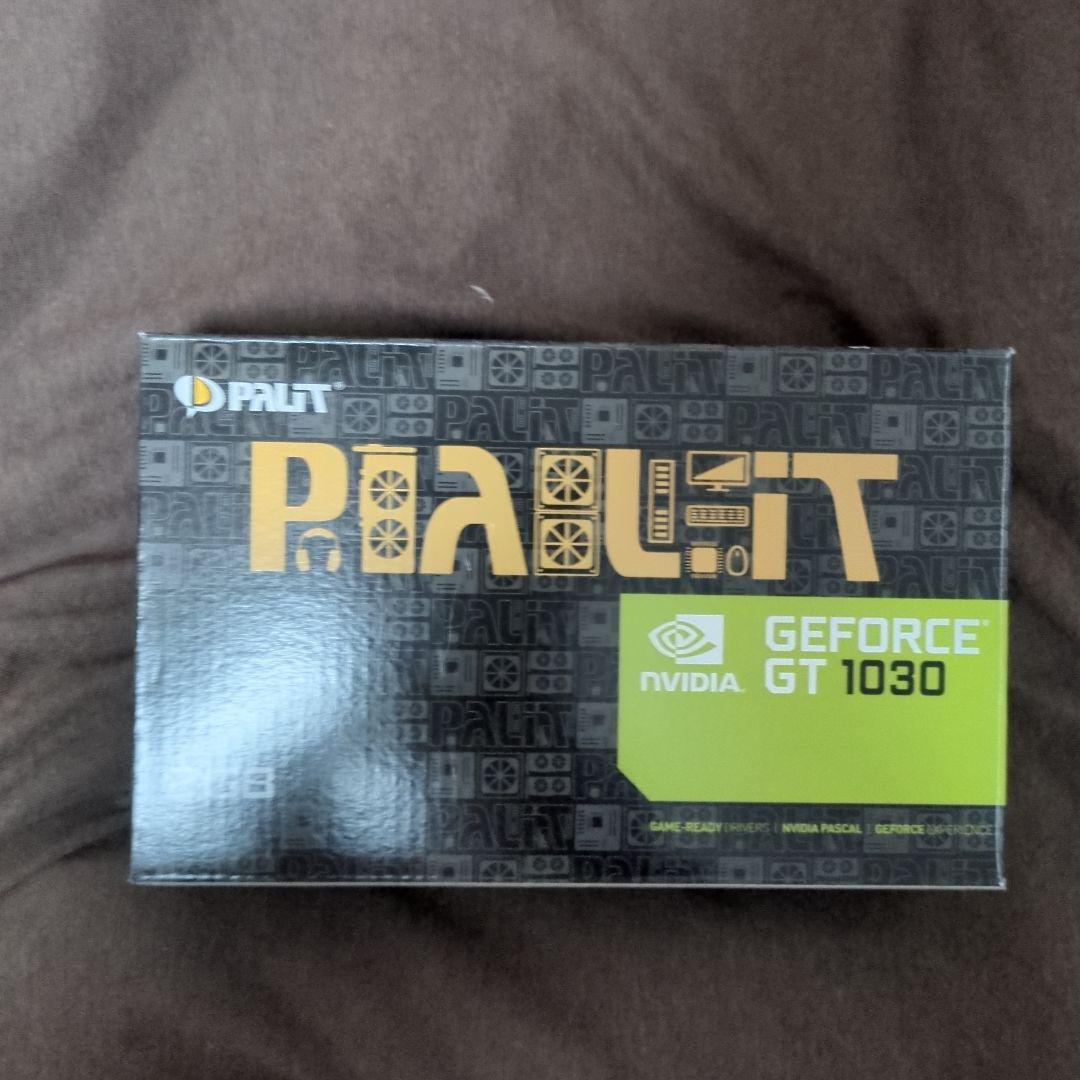 PALiT®
PALiT
NVIDIA.
GEFORCE®
GT 1030
GAME-READY DRIVERS | NVIDIA PASCAL | GEFORCE EXPERIENCE